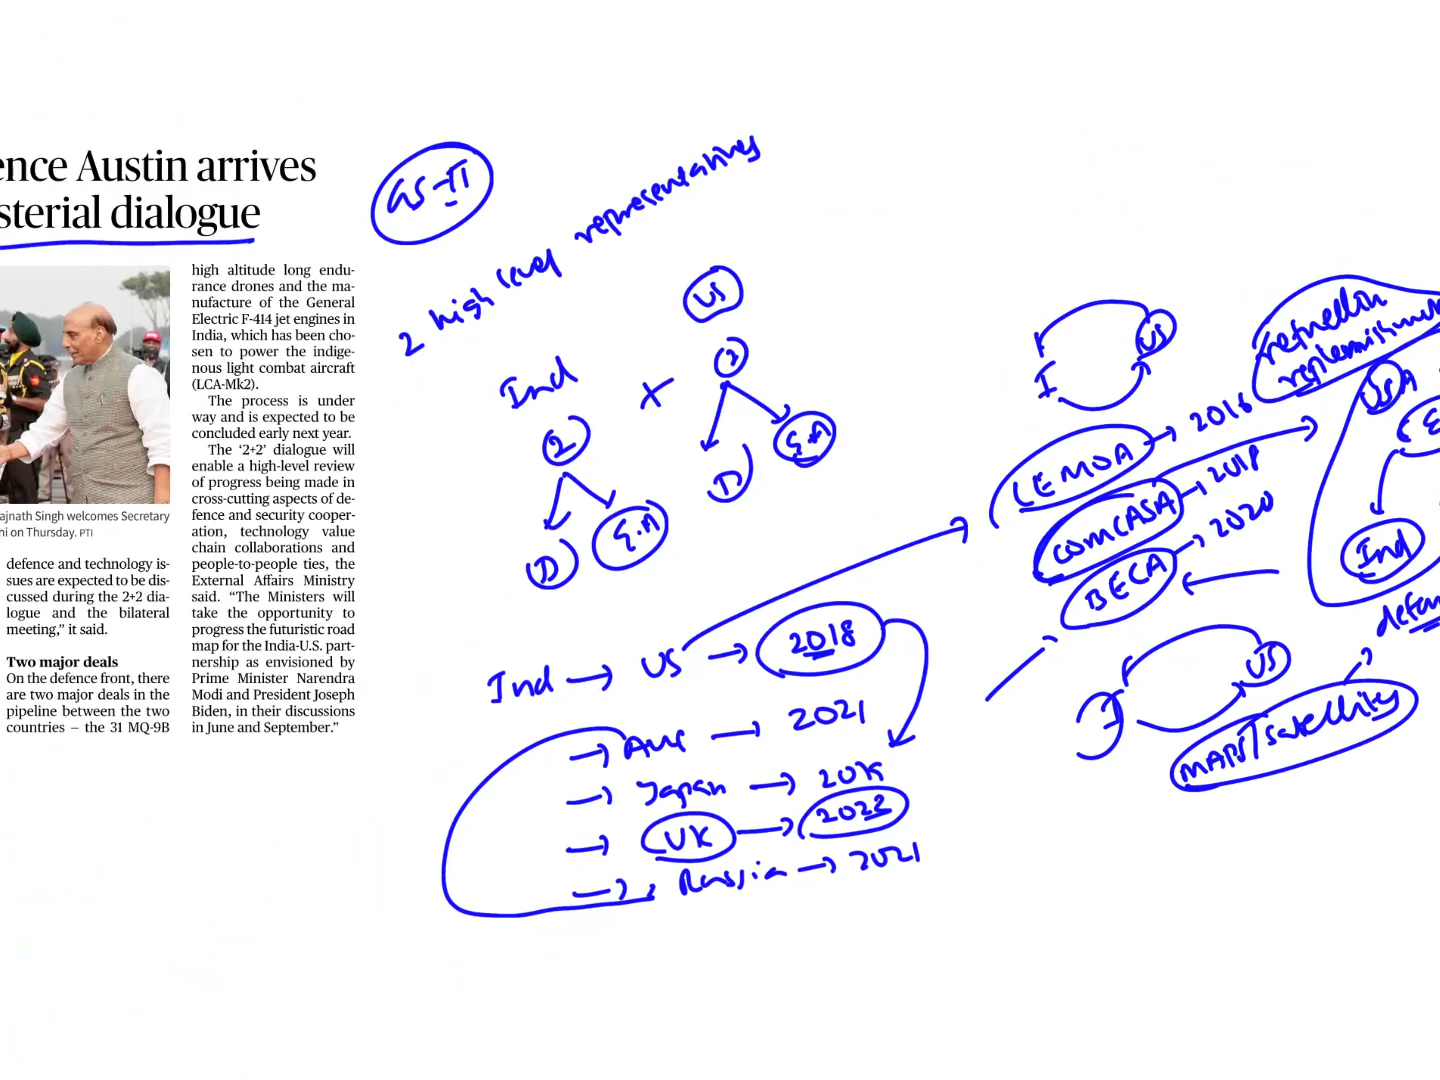 ence Austin arrives
sterial dialogue
ajnath Singh welcomes Secretary
hi on Thursday. PTI
defence and technology is-
sues are expected to be dis-
cussed during the 2+2 dia-
logue and the bilateral
meeting,” it said.
Two major deals
On the defence front, there
are two major deals in the
pipeline between the two
countries – the 31 MQ-9B
high altitude long endu-
rance drones and the ma-
nufacture of the General
Electric F-414 jet engines in
India, which has been cho-
sen to power the indige-
nous light combat aircraft
(LCA-Mk2).
The process is under
way and is expected to be
concluded early next year.
The ‘2+2’ dialogue will
enable a high-level review
of progress being made in
cross-cutting aspects of de-
fence and security cooper-
ation, technology value
chain collaborations and
people-to-people ties, the
External Affairs Ministry
said. “The Ministers will
take the opportunity to
progress the futuristic road
map for the India-U.S. part-
nership as envisioned by
Prime Minister Narendra
Modi and President Joseph
Biden, in their discussions
in June and September.”
GS-II
2 high level representatives
US
Ind + 2
2
D E.A
D E.A
Ind → US → 2018
→ Aus → 2021
→ Japan → 20
→ UK → 2023
→ Russia → 2021
I US
LEMOA → 2016
COMCASA → 2018
BECA → 2020
replenishment
USA
Ind
I US
MAPS/satellites